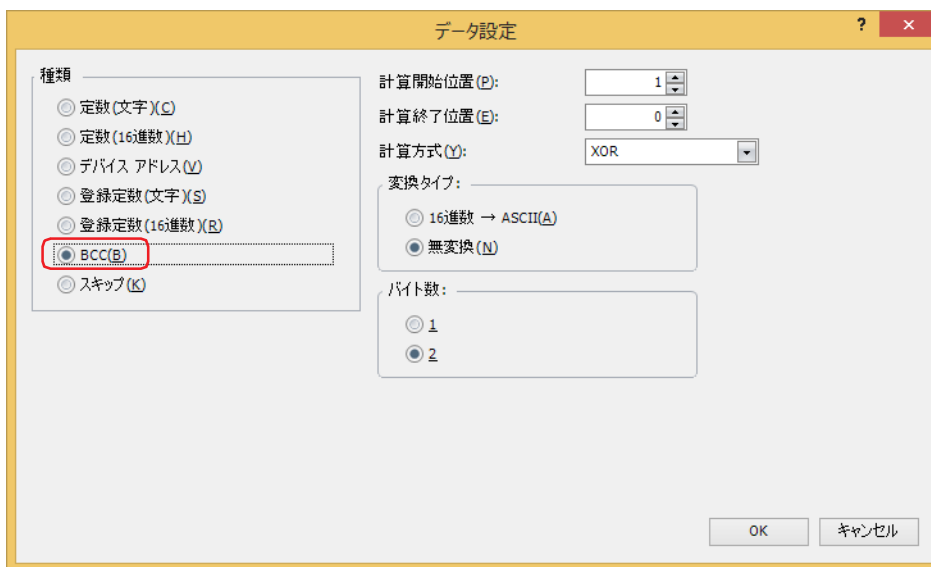 データ設定
? ×
種類
定数(文字)(C)
定数(16進数)(H)
デバイス アドレス(V)
登録定数(文字)(S)
登録定数(16進数)(R)
BCC(B)
スキップ(K)
計算開始位置(P): 1
計算終了位置(E): 0
計算方式(Y): XOR
変換タイプ:
16進数 → ASCII(A)
無変換(N)
バイト数:
1
2
OK キャンセル